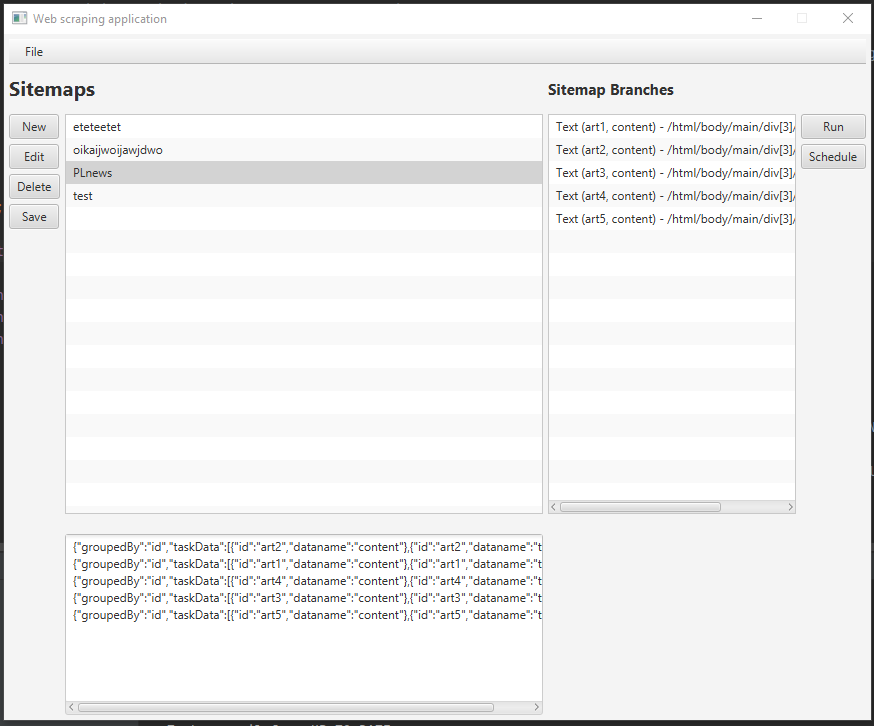 Web scraping application
File
Sitemaps
Sitemap Branches
New
Edit
Delete
Save
eteteetet
oikaijwoijawjdwo
PLnews
test
Text (art1, content) - /html/body/main/div[3]/
Text (art2, content) - /html/body/main/div[3]/
Text (art3, content) - /html/body/main/div[3]/
Text (art4, content) - /html/body/main/div[3]/
Text (art5, content) - /html/body/main/div[3]/
Run
Schedule
{"groupedBy":"id","taskData":[{"id":"art2","dataname":"content"},{"id":"art2","dataname":"t
{"groupedBy":"id","taskData":[{"id":"art1","dataname":"content"},{"id":"art1","dataname":"t
{"groupedBy":"id","taskData":[{"id":"art4","dataname":"content"},{"id":"art4","dataname":"t
{"groupedBy":"id","taskData":[{"id":"art3","dataname":"content"},{"id":"art3","dataname":"t
{"groupedBy":"id","taskData":[{"id":"art5","dataname":"content"},{"id":"art5","dataname":"t